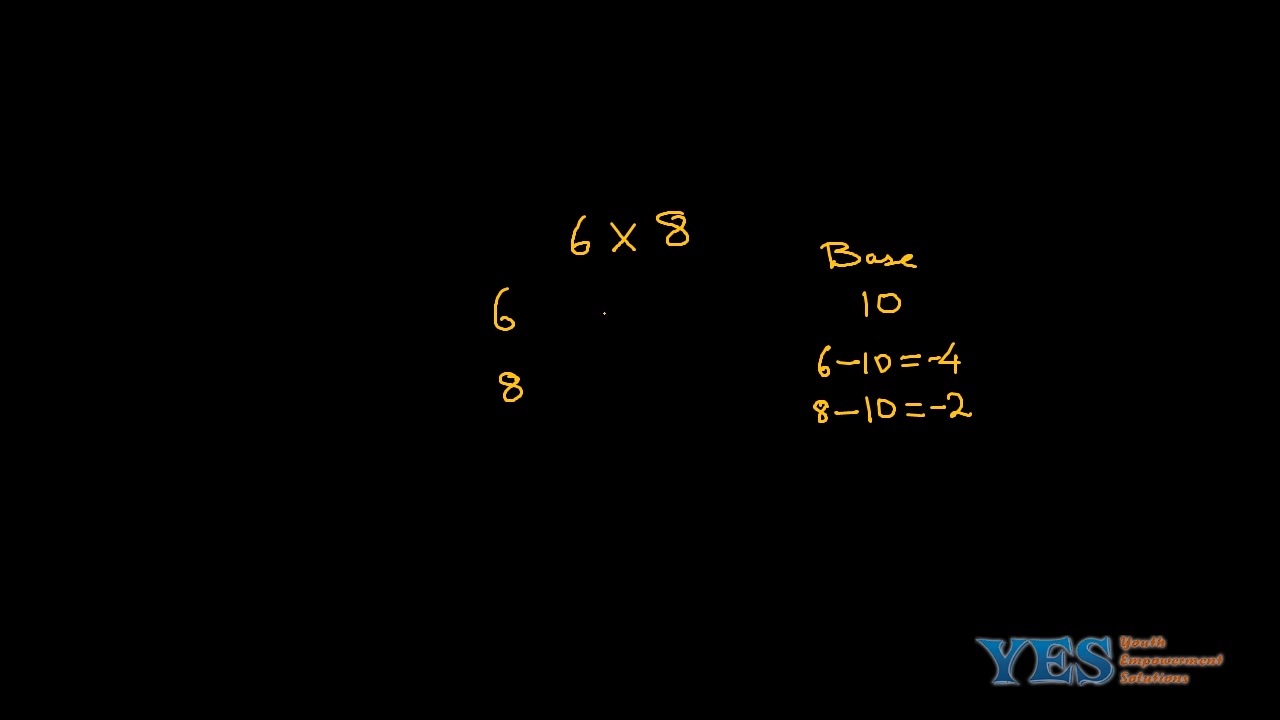 6 x 8
Base
6
10
6-10=-4
8
8-10=-2
YES
Youth
Empowerment
Solutions